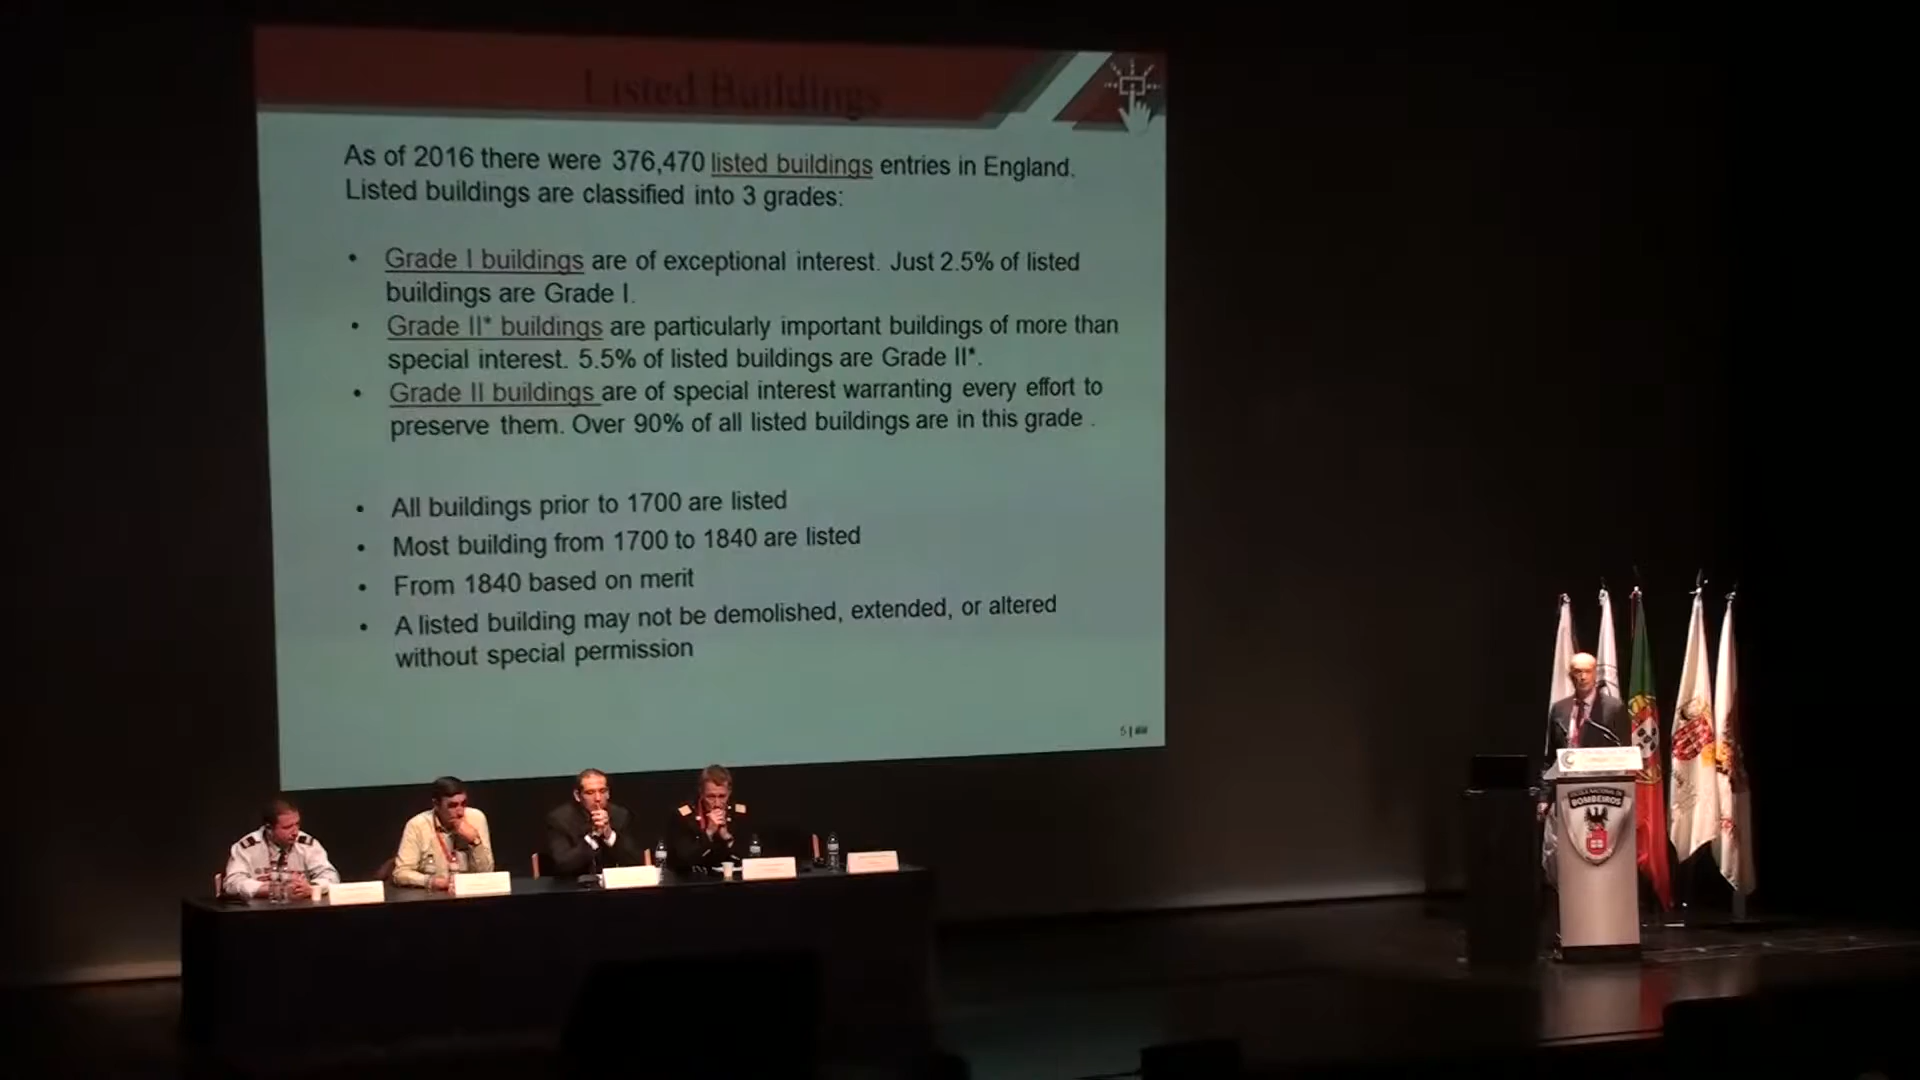 Listed Buildings
As of 2016 there were 376,470 listed buildings entries in England.
Listed buildings are classified into 3 grades:
• Grade I buildings are of exceptional interest. Just 2.5% of listed
buildings are Grade I.
• Grade II* buildings are particularly important buildings of more than
special interest. 5.5% of listed buildings are Grade II*.
• Grade II buildings are of special interest warranting every effort to
preserve them. Over 90% of all listed buildings are in this grade .
• All buildings prior to 1700 are listed
• Most building from 1700 to 1840 are listed
• From 1840 based on merit
• A listed building may not be demolished, extended, or altered
without special permission
5 |
ESCOLA NACIONAL DE
BOMBEIROS